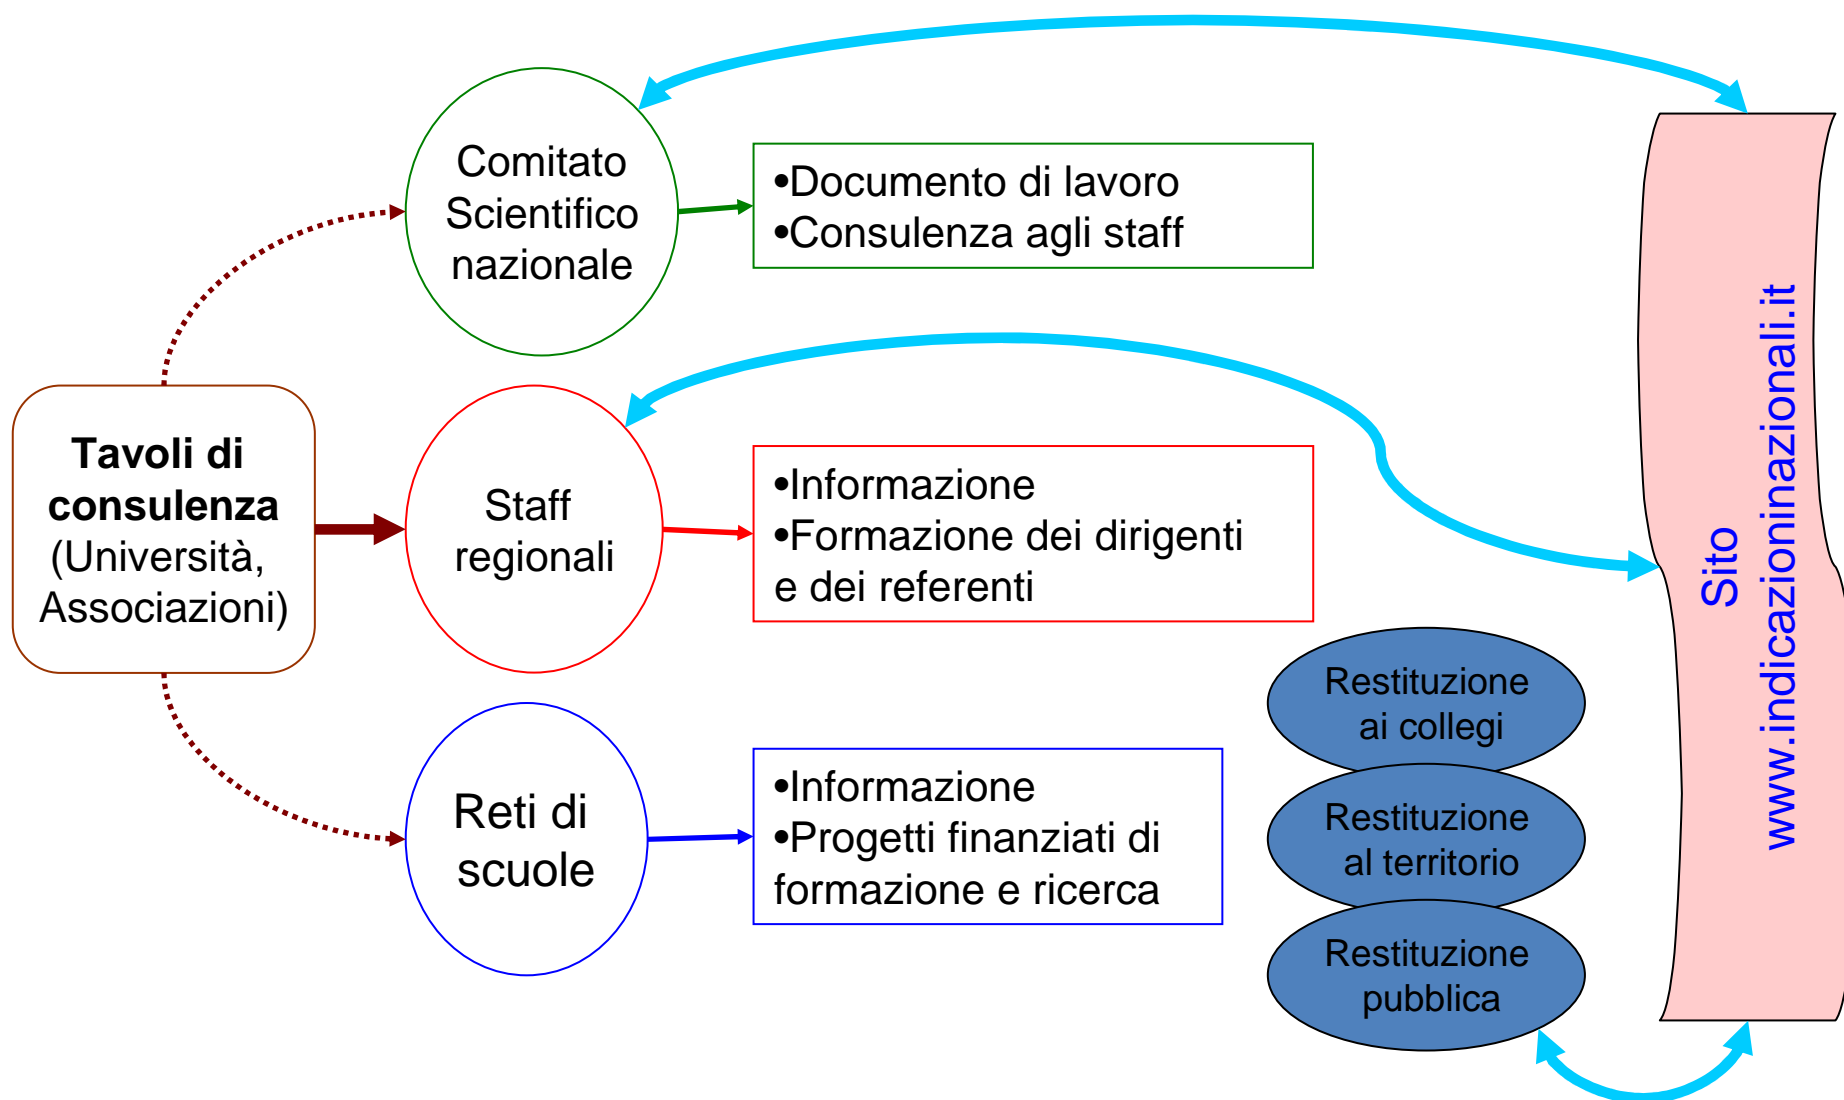 Comitato
Scientifico
nazionale
•Documento di lavoro
•Consulenza agli staff
Tavoli di
consulenza
(Università,
Associazioni)
Staff
regionali
•Informazione
•Formazione dei dirigenti
e dei referenti
Reti di
scuole
•Informazione
•Progetti finanziati di
formazione e ricerca
Restituzione
ai collegi
Restituzione
al territorio
Restituzione
pubblica
Sito
www.indicazioninazionali.it